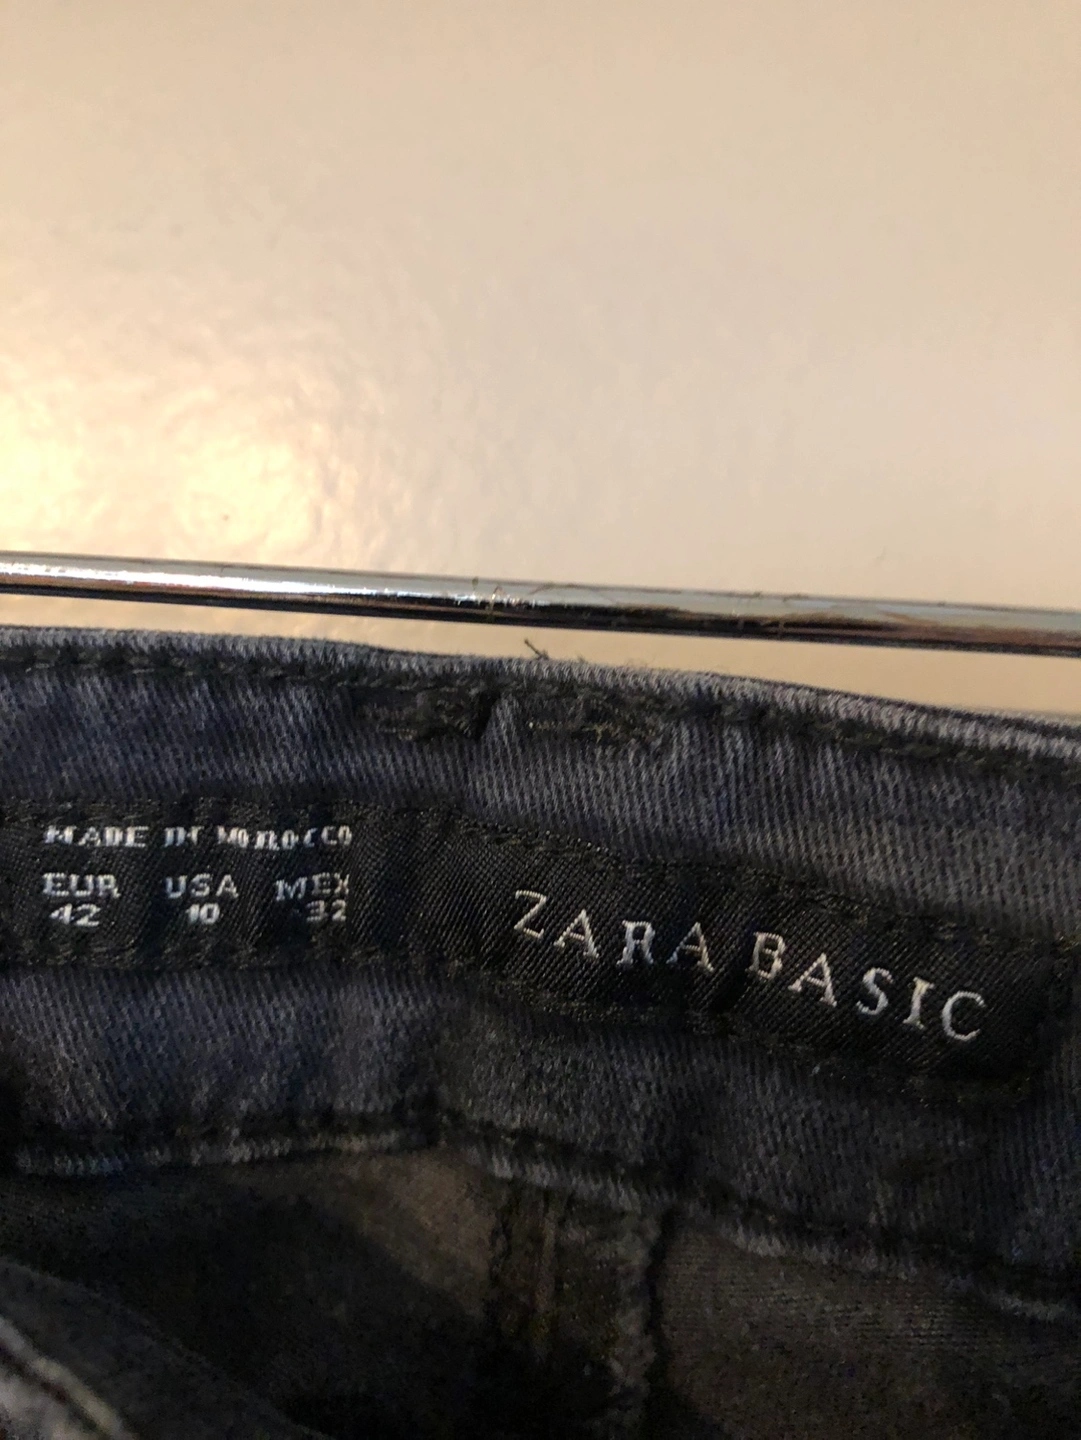 MADE IN MOROCCO
EUR USA MEX
42 10 32
ZARA BASIC